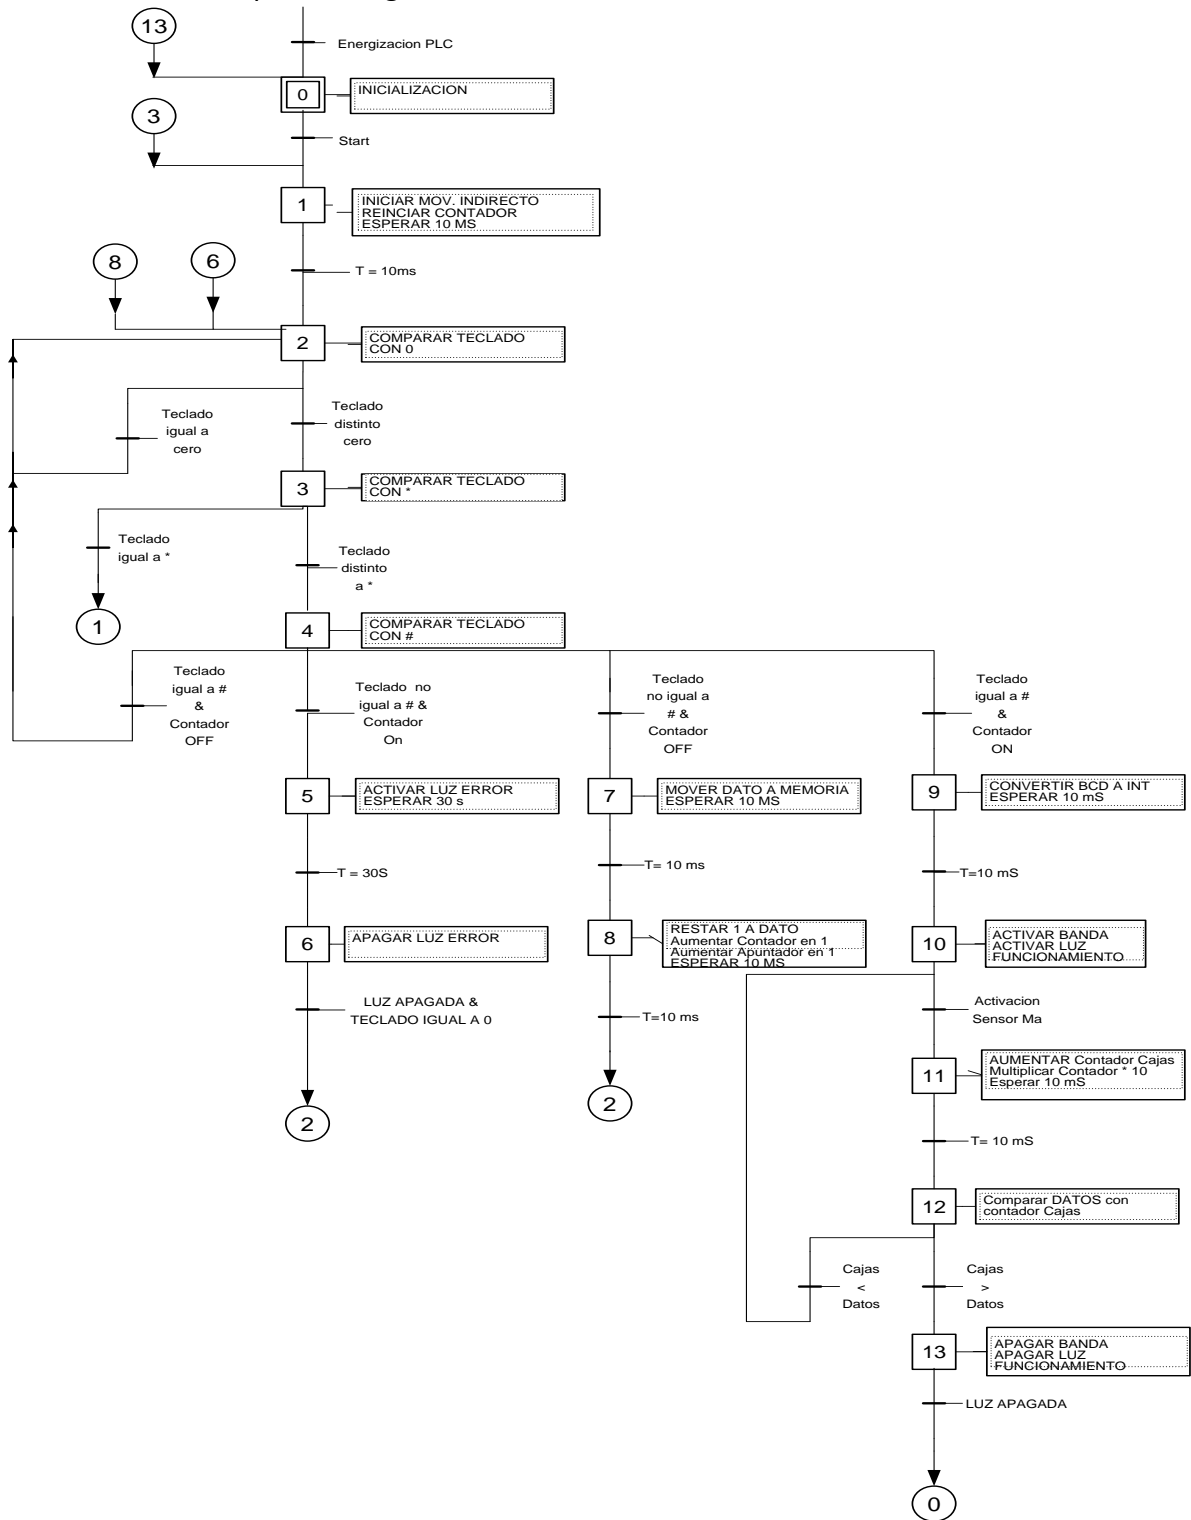 13
Energizacion PLC
0
INICIALIZACION
3
Start
1
INICIAR MOV. INDIRECTO
REINCIAR CONTADOR
ESPERAR 10 MS
8
6
T = 10ms
2
COMPARAR TECLADO
CON 0
Teclado
igual a
cero
Teclado
distinto
cero
3
COMPARAR TECLADO
CON *
Teclado
igual a *
Teclado
distinto
a *
1
4
COMPARAR TECLADO
CON #
Teclado
igual a #
&
Contador
OFF
Teclado no
igual a # &
Contador
On
Teclado
no igual a
# &
Contador
OFF
Teclado
igual a #
&
Contador
ON
5
ACTIVAR LUZ ERROR
ESPERAR 30 s
7
MOVER DATO A MEMORIA
ESPERAR 10 MS
9
CONVERTIR BCD A INT
ESPERAR 10 mS
T = 30S
T= 10 ms
T=10 mS
6
APAGAR LUZ ERROR
8
RESTAR 1 A DATO
Aumentar Contador en 1
Aumentar Apuntador en 1
ESPERAR 10 MS
10
ACTIVAR BANDA
ACTIVAR LUZ
FUNCIONAMIENTO
LUZ APAGADA &
TECLADO IGUAL A 0
T=10 ms
Activacion
Sensor Ma
2
2
11
AUMENTAR Contador Cajas
Multiplicar Contador * 10
Esperar 10 mS
T= 10 mS
12
Comparar DATOS con
contador Cajas
Cajas
<
Datos
Cajas
>
Datos
13
APAGAR BANDA
APAGAR LUZ
FUNCIONAMIENTO
LUZ APAGADA
0